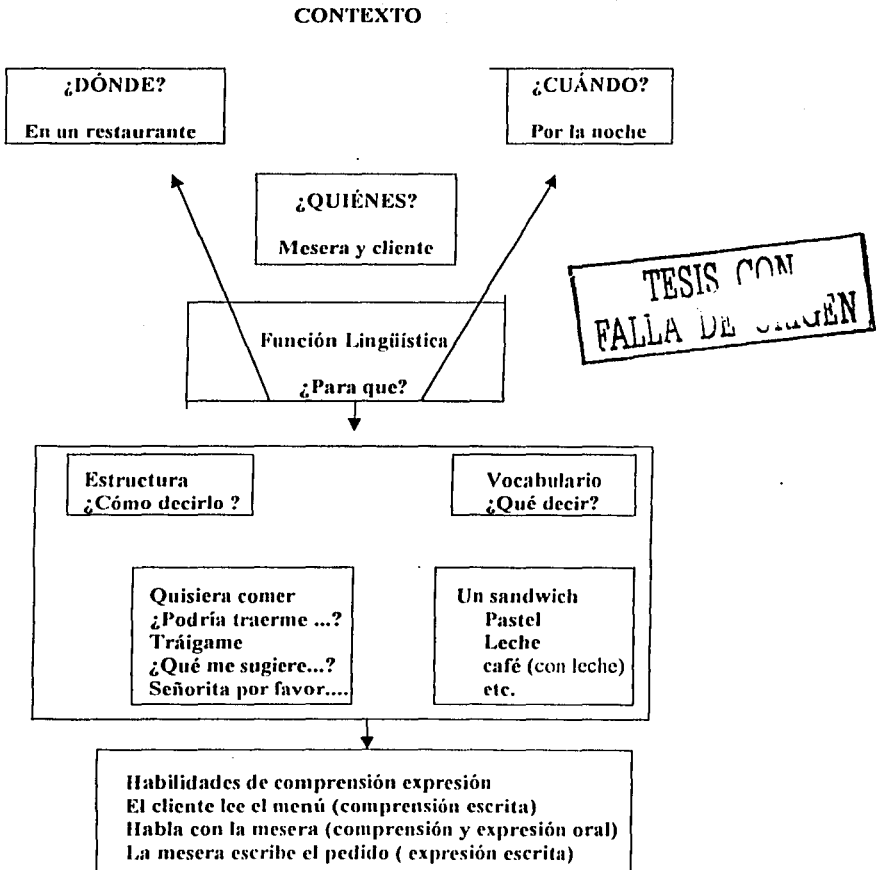 CONTEXTO
¿DÓNDE?
En un restaurante
¿CUÁNDO?
Por la noche
¿QUIÉNES?
Mesera y cliente
TESIS CON
FALLA DE
Función Lingüística
¿Para que?
Estructura
¿Cómo decirlo ?
Vocabulario
¿Qué decir?
Quisiera comer
¿Podría traerme ...?
Tráigame
¿Qué me sugiere...?
Señorita por favor....
Un sandwich
Pastel
Leche
café (con leche)
etc.
Habilidades de comprensión expresión
El cliente lee el menú (comprensión escrita)
Habla con la mesera (comprensión y expresión oral)
La mesera escribe el pedido ( expresión escrita)